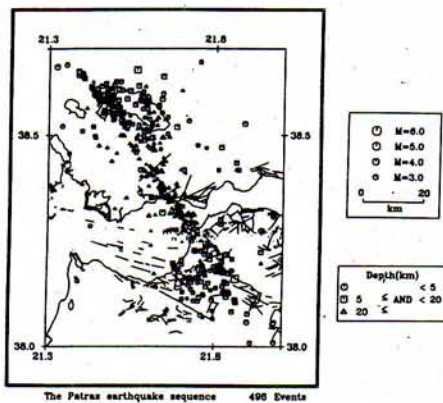 21.3 21.8
38.5 38.5
38.0 38.0
21.3 21.8
M=6.0
M=5.0
M=4.0
M=3.0
0 20
km
Depth(km)
< 5
5 ≤ AND < 20
20 ≤
The Patras earthquake sequence 498 Events